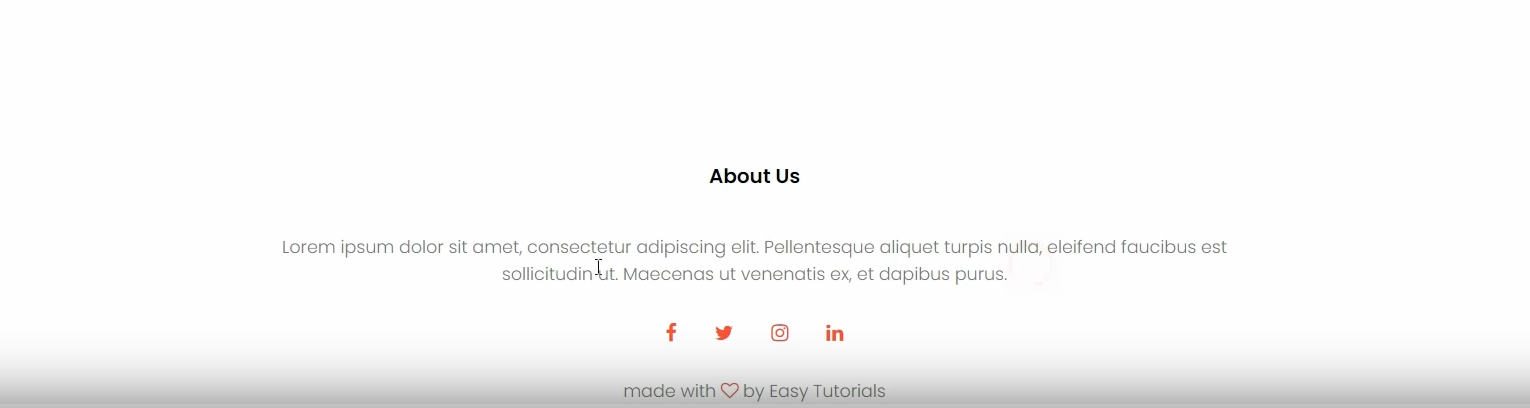 About Us
Lorem ipsum dolor sit amet, consectetur adipiscing elit. Pellentesque aliquet turpis nulla, eleifend faucibus est
sollicitudin ut. Maecenas ut venenatis ex, et dapibus purus.
made with ♡ by Easy Tutorials